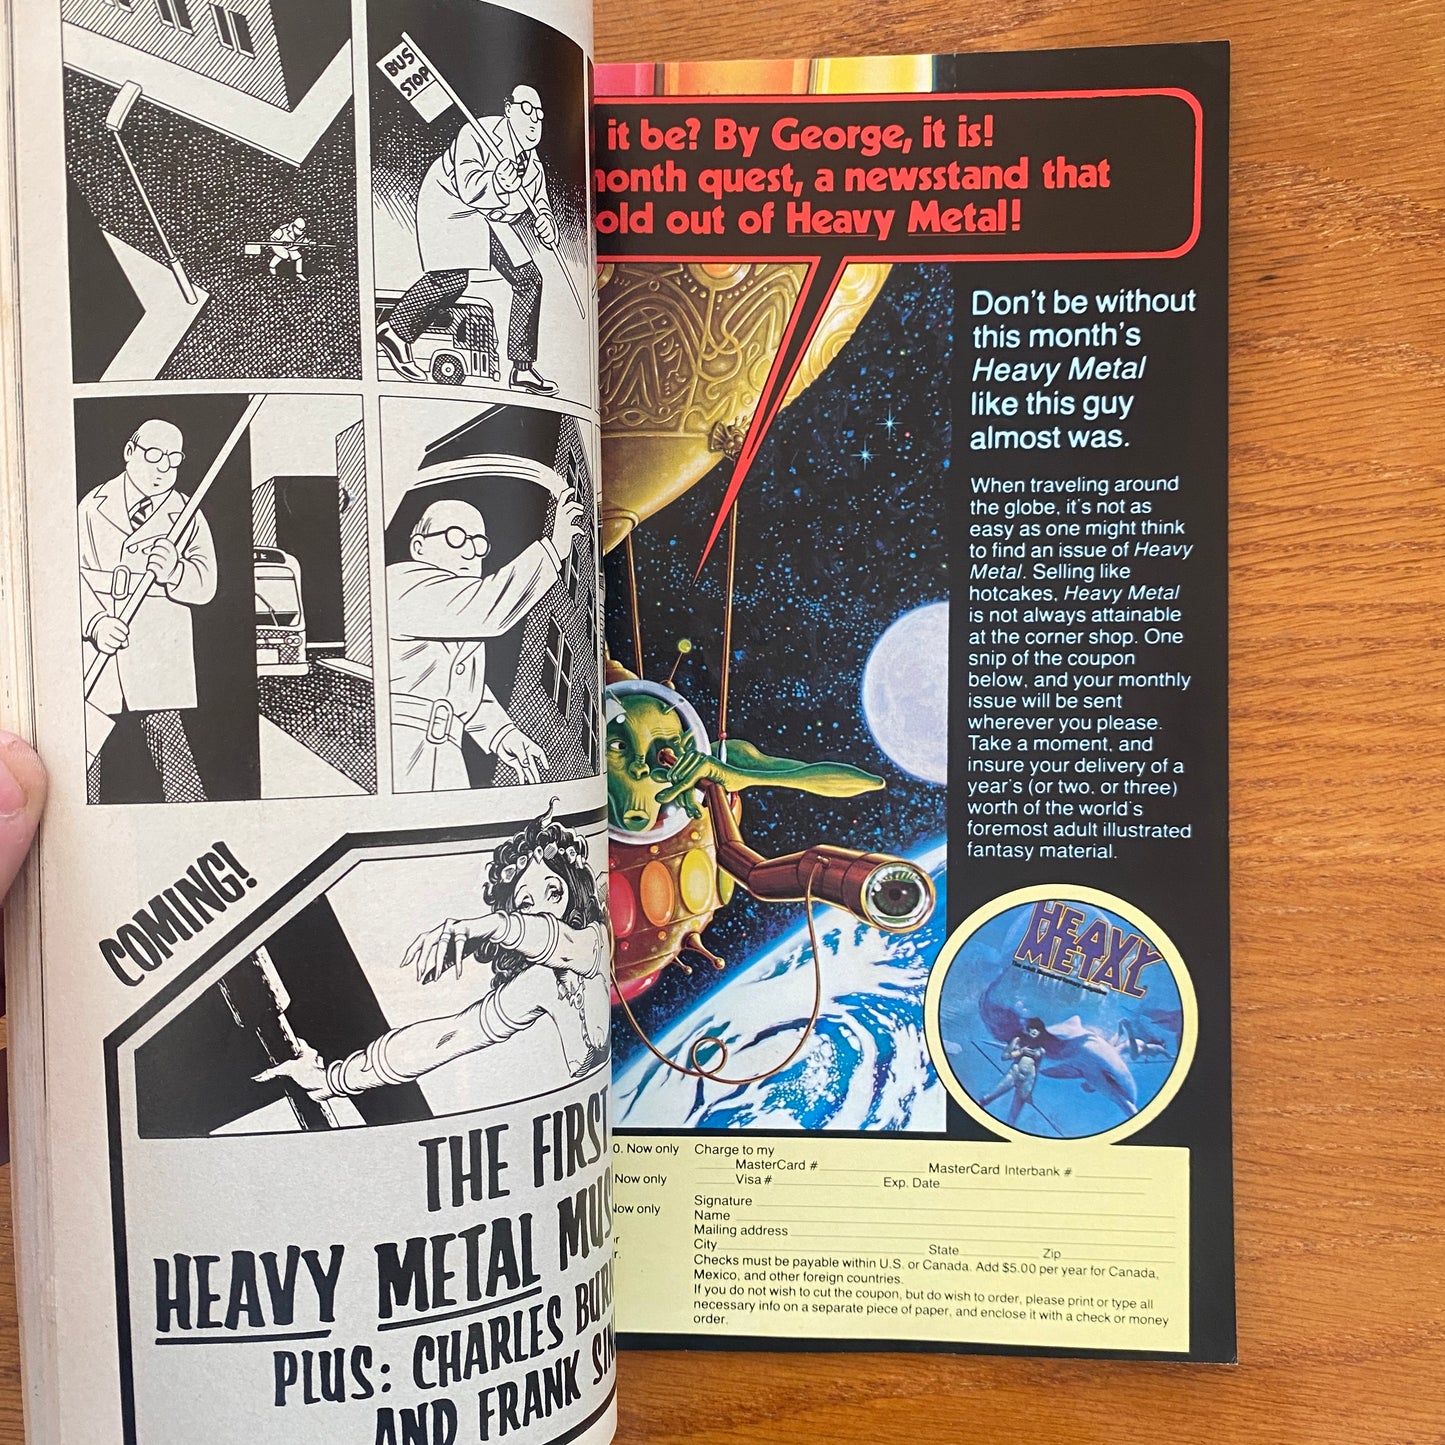 BUS
STOP
COMING!
THE FIRST
HEAVY METAL MUS
PLUS: CHARLES BURN
AND FRANK SIN
it be? By George, it is!
month quest, a newsstand that
old out of Heavy Metal!
Don't be without
this month's
Heavy Metal
like this guy
almost was.
When traveling around
the globe, it's not as
easy as one might think
to find an issue of Heavy
Metal. Selling like
hotcakes, Heavy Metal
is not always attainable
at the corner shop. One
snip of the coupon
below, and your monthly
issue will be sent
wherever you please.
Take a moment, and
insure your delivery of a
year's (or two, or three)
worth of the world's
foremost adult illustrated
fantasy material.
HEAVY
METAL
0. Now only
Now only
Now only
Charge to my
MasterCard # MasterCard Interbank #
Visa # Exp. Date
Signature
Name
Mailing address
City State Zip
Checks must be payable within U.S. or Canada. Add $5.00 per year for Canada,
Mexico, and other foreign countries.
If you do not wish to cut the coupon, but do wish to order, please print or type all
necessary info on a separate piece of paper, and enclose it with a check or money
order.